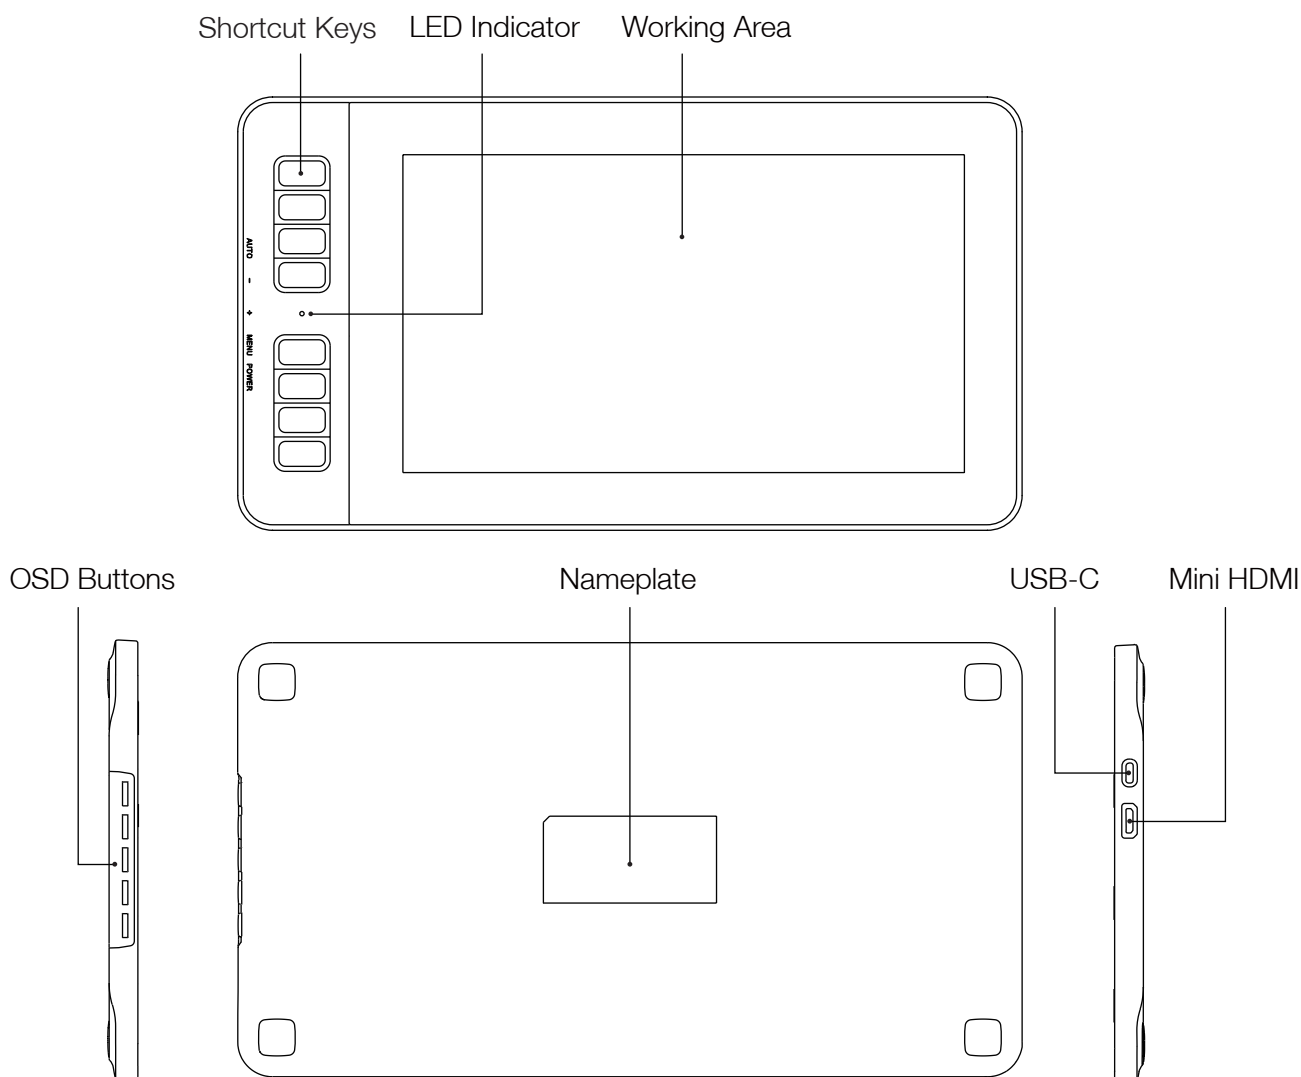 Shortcut Keys
LED Indicator
Working Area
AUTO
-
+
MENU
POWER
OSD Buttons
Nameplate
USB-C
Mini HDMI